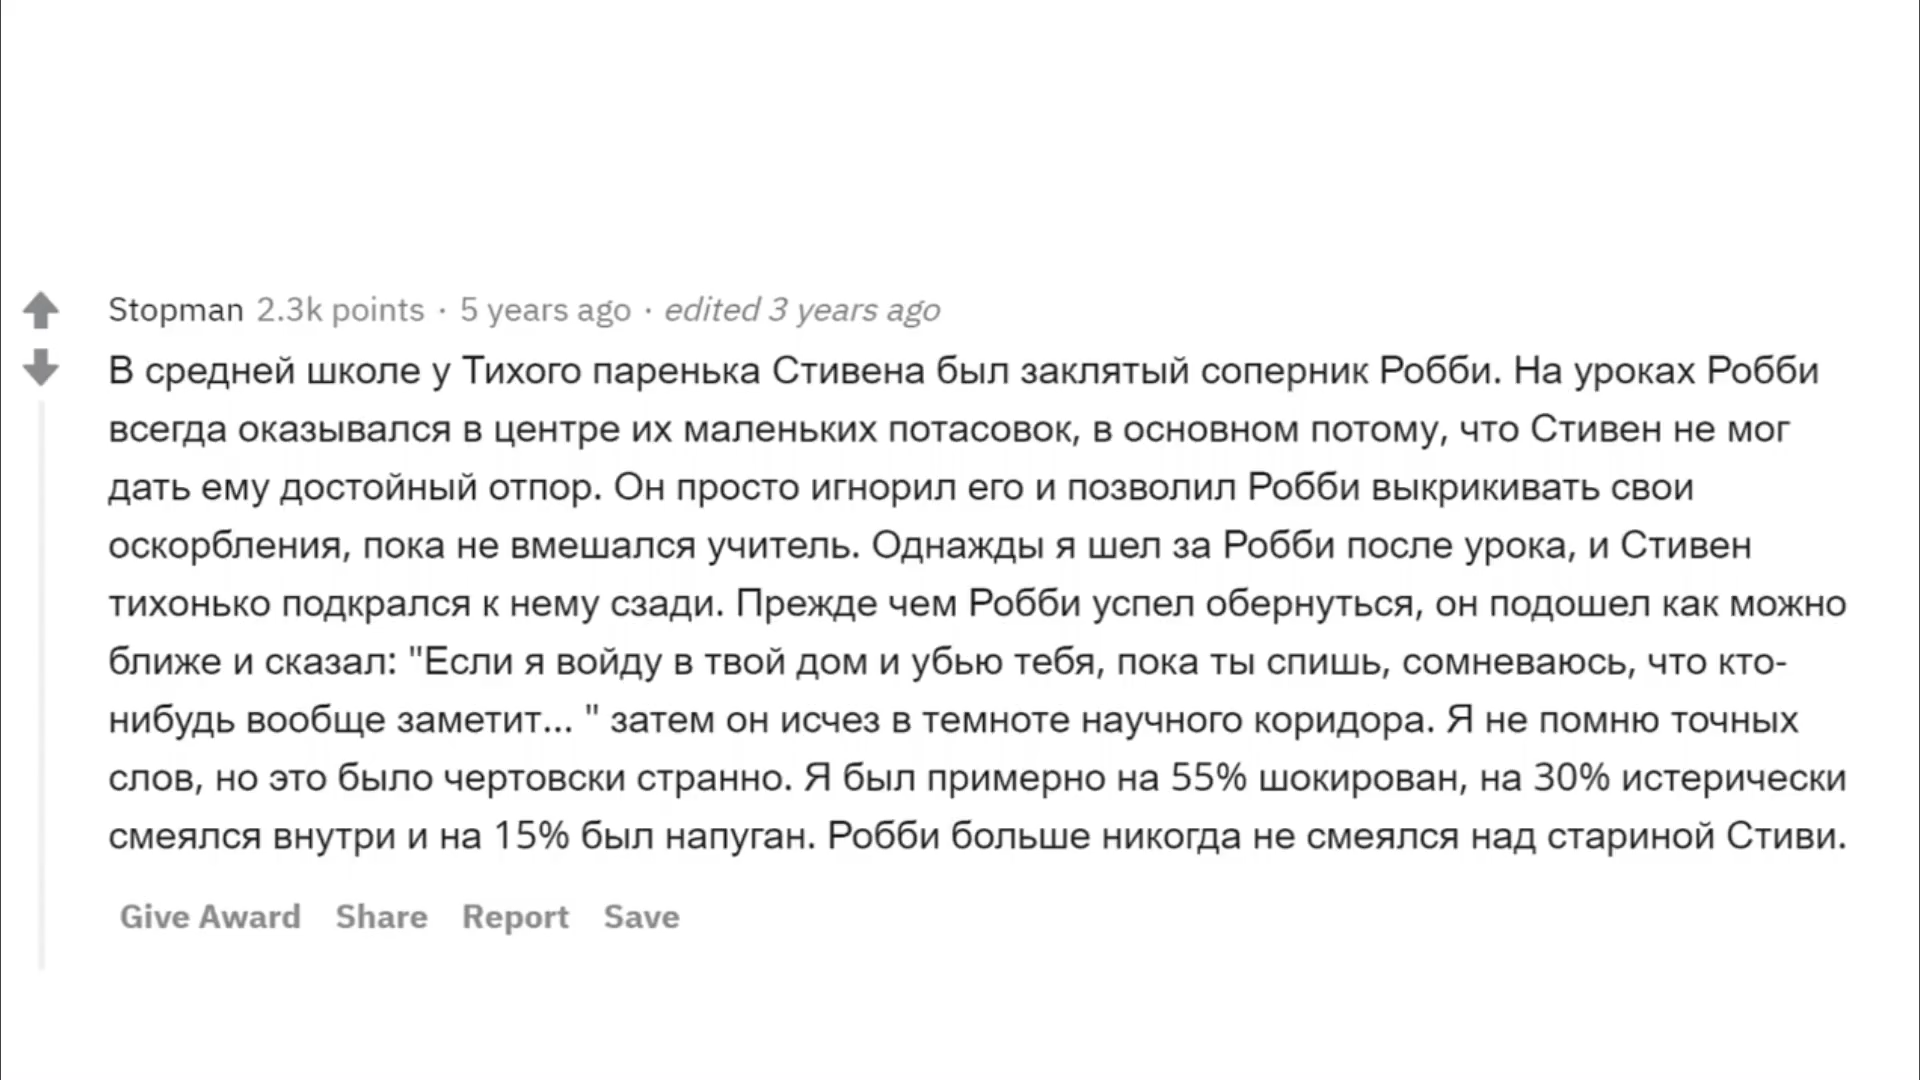 Stopman 2.3k points · 5 years ago · edited 3 years ago
В средней школе у Тихого паренька Стивена был заклятый соперник Робби. На уроках Робби
всегда оказывался в центре их маленьких потасовок, в основном потому, что Стивен не мог
дать ему достойный отпор. Он просто игнорил его и позволил Робби выкрикивать свои
оскорбления, пока не вмешался учитель. Однажды я шел за Робби после урока, и Стивен
тихонько подкрался к нему сзади. Прежде чем Робби успел обернуться, он подошел как можно
ближе и сказал: "Если я войду в твой дом и убью тебя, пока ты спишь, сомневаюсь, что кто-
нибудь вообще заметит... " затем он исчез в темноте научного коридора. Я не помню точных
слов, но это было чертовски странно. Я был примерно на 55% шокирован, на 30% истерически
смеялся внутри и на 15% был напуган. Робби больше никогда не смеялся над стариной Стиви.
Give Award Share Report Save